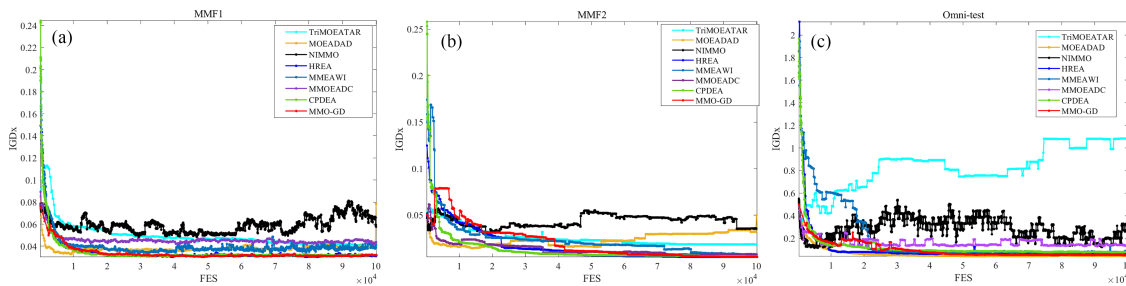 MMF1
(a)
0.24
0.22
0.2
0.18
0.16
0.14
0.12
0.1
0.08
0.06
0.04
IGDx
TriMOEATAR
MOEADAD
NIMMO
HREA
MMEAWI
MMOEADC
CPDEA
MMO-GD
1 2 3 4 5 6 7 8 9 10
FES
×10⁴
MMF2
(b)
0.25
0.2
0.15
0.1
0.05
IGDx
TriMOEATAR
MOEADAD
NIMMO
HREA
MMEAWI
MMOEADC
CPDEA
MMO-GD
1 2 3 4 5 6 7 8 9 10
FES
×10⁴
Omni-test
(c)
2
1.8
1.6
1.4
1.2
1
0.8
0.6
0.4
0.2
IGDx
TriMOEATAR
MOEADAD
NIMMO
HREA
MMEAWI
MMOEADC
CPDEA
MMO-GD
1 2 3 4 5 6 7 8 9 10
FES
×10⁴